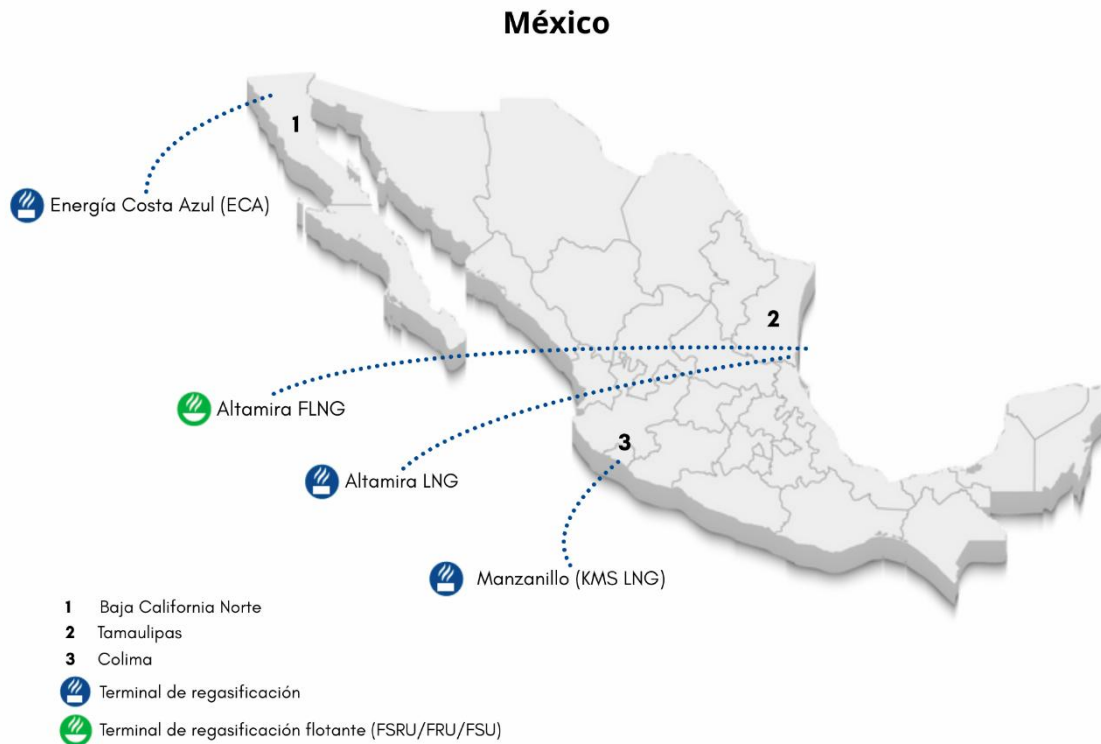 México
1
Energía Costa Azul (ECA)
2
Altamira FLNG
3
Altamira LNG
Manzanillo (KMS LNG)
1 Baja California Norte
2 Tamaulipas
3 Colima
Terminal de regasificación
Terminal de regasificación flotante (FSRU/FRU/FSU)